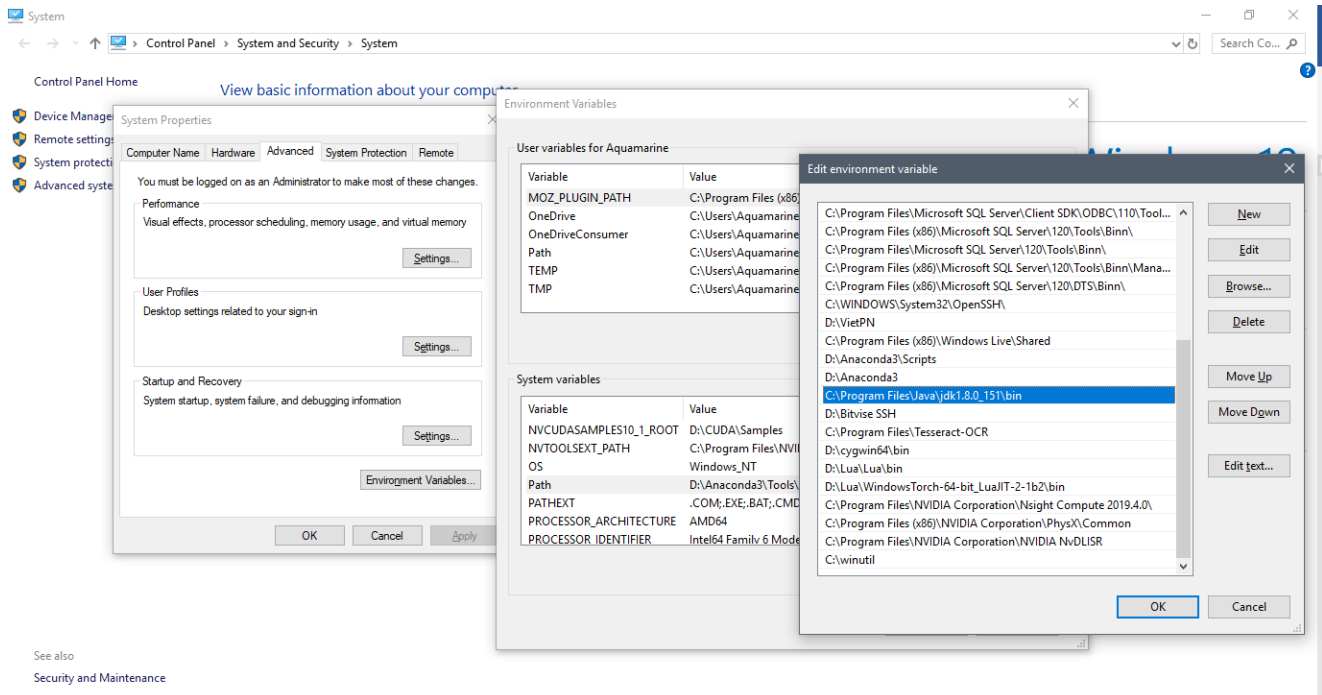 System
Control Panel > System and Security > System
Search Co...
Control Panel Home
View basic information about your computer
Device Manage
Remote settings
System protecti
Advanced syste
See also
Security and Maintenance
System Properties
Computer Name Hardware Advanced System Protection Remote
You must be logged on as an Administrator to make most of these changes.
Performance
Visual effects, processor scheduling, memory usage, and virtual memory
Settings...
User Profiles
Desktop settings related to your sign-in
Settings...
Startup and Recovery
System startup, system failure, and debugging information
Settings...
Environment Variables...
OK Cancel Apply
Environment Variables
User variables for Aquamarine
Variable Value
MOZ_PLUGIN_PATH C:\Program Files (x86)
OneDrive C:\Users\Aquamarine
OneDriveConsumer C:\Users\Aquamarine
Path C:\Users\Aquamarine
TEMP C:\Users\Aquamarine
TMP C:\Users\Aquamarine
System variables
Variable Value
NVCUDASAMPLES10_1_ROOT D:\CUDA\Samples
NVTOOLSEXT_PATH C:\Program Files\NVI
OS Windows_NT
Path D:\Anaconda3\Tools\
PATHEXT .COM;.EXE;.BAT;.CMD
PROCESSOR_ARCHITECTURE AMD64
PROCESSOR_IDENTIFIER Intel64 Family 6 Mode
Edit environment variable
C:\Program Files\Microsoft SQL Server\Client SDK\ODBC\110\Tool...
C:\Program Files (x86)\Microsoft SQL Server\120\Tools\Binn\
C:\Program Files\Microsoft SQL Server\120\Tools\Binn\
C:\Program Files (x86)\Microsoft SQL Server\120\Tools\Binn\Mana...
C:\Program Files (x86)\Microsoft SQL Server\120\DTS\Binn\
C:\WINDOWS\System32\OpenSSH\
D:\VietPN
C:\Program Files (x86)\Windows Live\Shared
D:\Anaconda3\Scripts
D:\Anaconda3
C:\Program Files\Java\jdk1.8.0_151\bin
D:\Bitvise SSH
C:\Program Files\Tesseract-OCR
D:\cygwin64\bin
D:\Lua\Lua\bin
D:\Lua\WindowsTorch-64-bit_LuaJIT-2-1b2\bin
C:\Program Files\NVIDIA Corporation\Nsight Compute 2019.4.0\
C:\Program Files (x86)\NVIDIA Corporation\PhysX\Common
C:\Program Files\NVIDIA Corporation\NVIDIA NvDLISR
C:\winutil
New
Edit
Browse...
Delete
Move Up
Move Down
Edit text...
OK Cancel